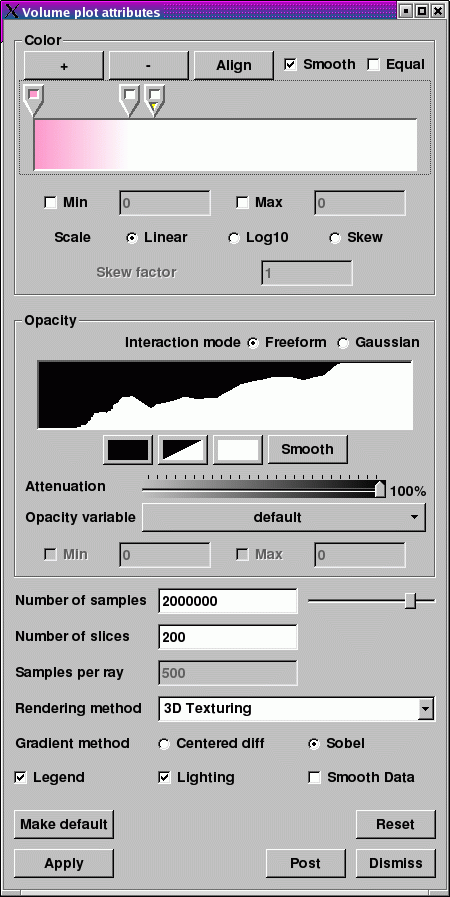 Volume plot attributes
Color
+ - Align Smooth Equal
Min 0 Max 0
Scale Linear Log10 Skew
Skew factor 1
Opacity
Interaction mode Freeform Gaussian
Smooth
Attenuation 100%
Opacity variable default
Min 0 Max 0
Number of samples 2000000
Number of slices 200
Samples per ray 500
Rendering method 3D Texturing
Gradient method Centered diff Sobel
Legend Lighting Smooth Data
Make default Reset
Apply Post Dismiss